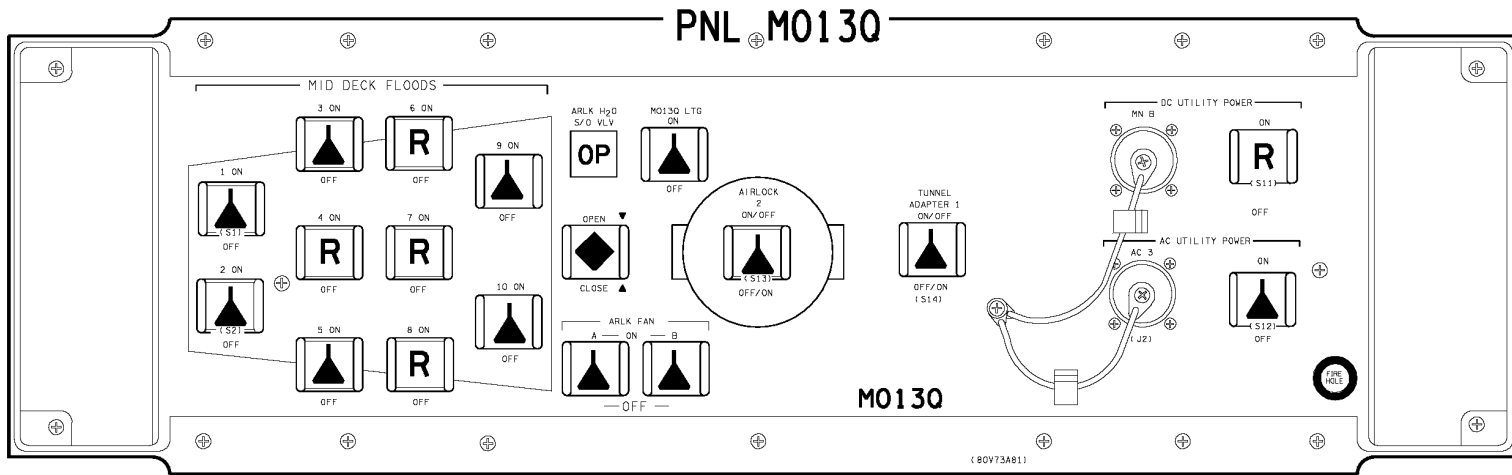 PNL M013Q
MID DECK FLOODS
1 ON
(S1)
OFF
2 ON
(S2)
OFF
3 ON
OFF
4 ON
R
OFF
5 ON
OFF
6 ON
R
OFF
7 ON
R
OFF
8 ON
R
OFF
9 ON
OFF
10 ON
OFF
ARLK H2O
S/O VLV
OP
OPEN
CLOSE
M013Q LTG
ON
OFF
ARLK FAN
A — ON — B
OFF
AIRLOCK
2
ON/OFF
(S13)
OFF/ON
TUNNEL
ADAPTER 1
ON/OFF
OFF/ON
(S14)
M013Q
DC UTILITY POWER
MN B
ON
R
(S11)
OFF
AC UTILITY POWER
AC 3
(J2)
ON
(S12)
OFF
FIRE
HOLE
(80V73A81)